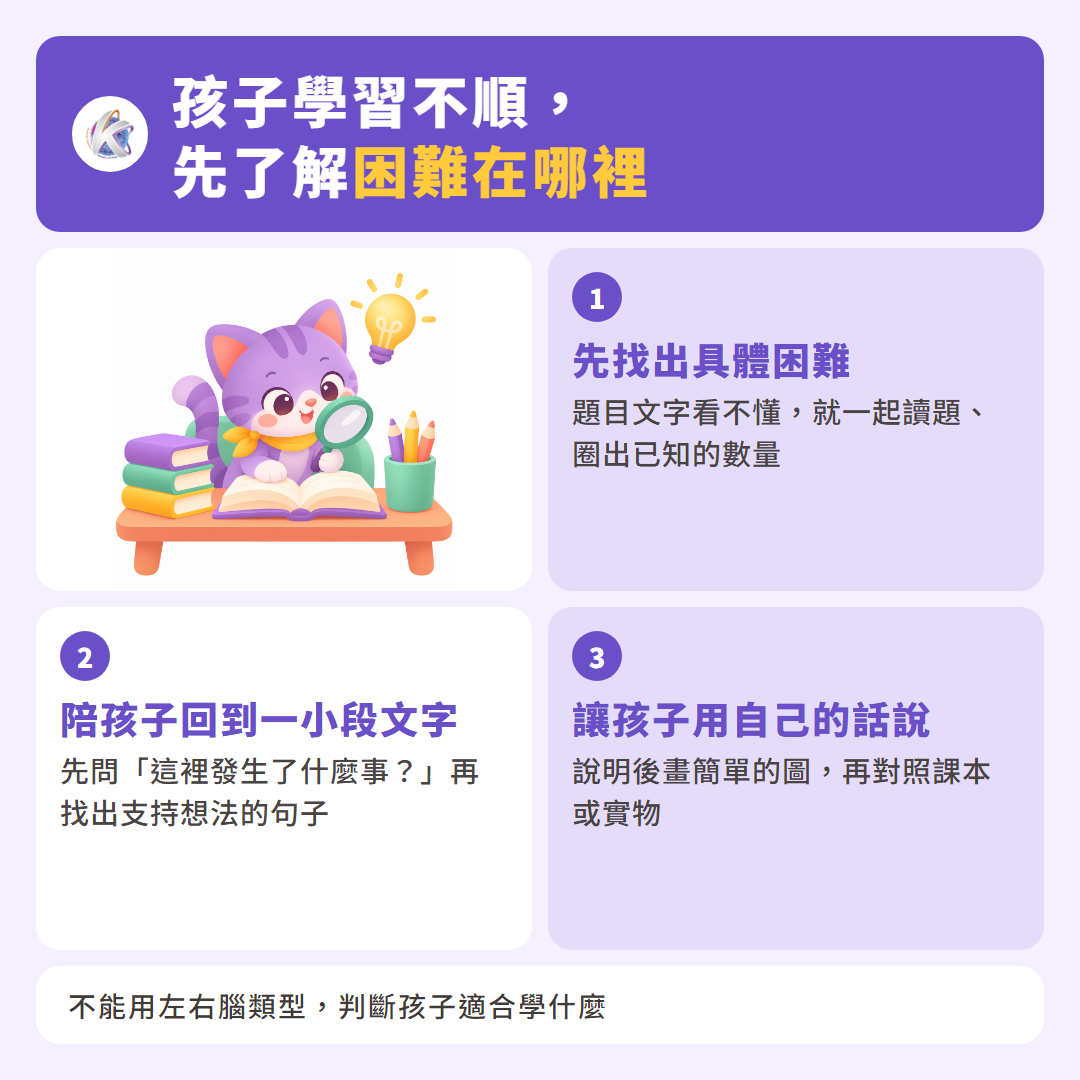 孩子學習不順，
先了解困難在哪裡
1
先找出具體困難
題目文字看不懂，就一起讀題、
圈出已知的數量
2
陪孩子回到一小段文字
先問「這裡發生了什麼事？」再
找出支持想法的句子
3
讓孩子用自己的話說
說明後畫簡單的圖，再對照課本
或實物
不能用左右腦類型，判斷孩子適合學什麼